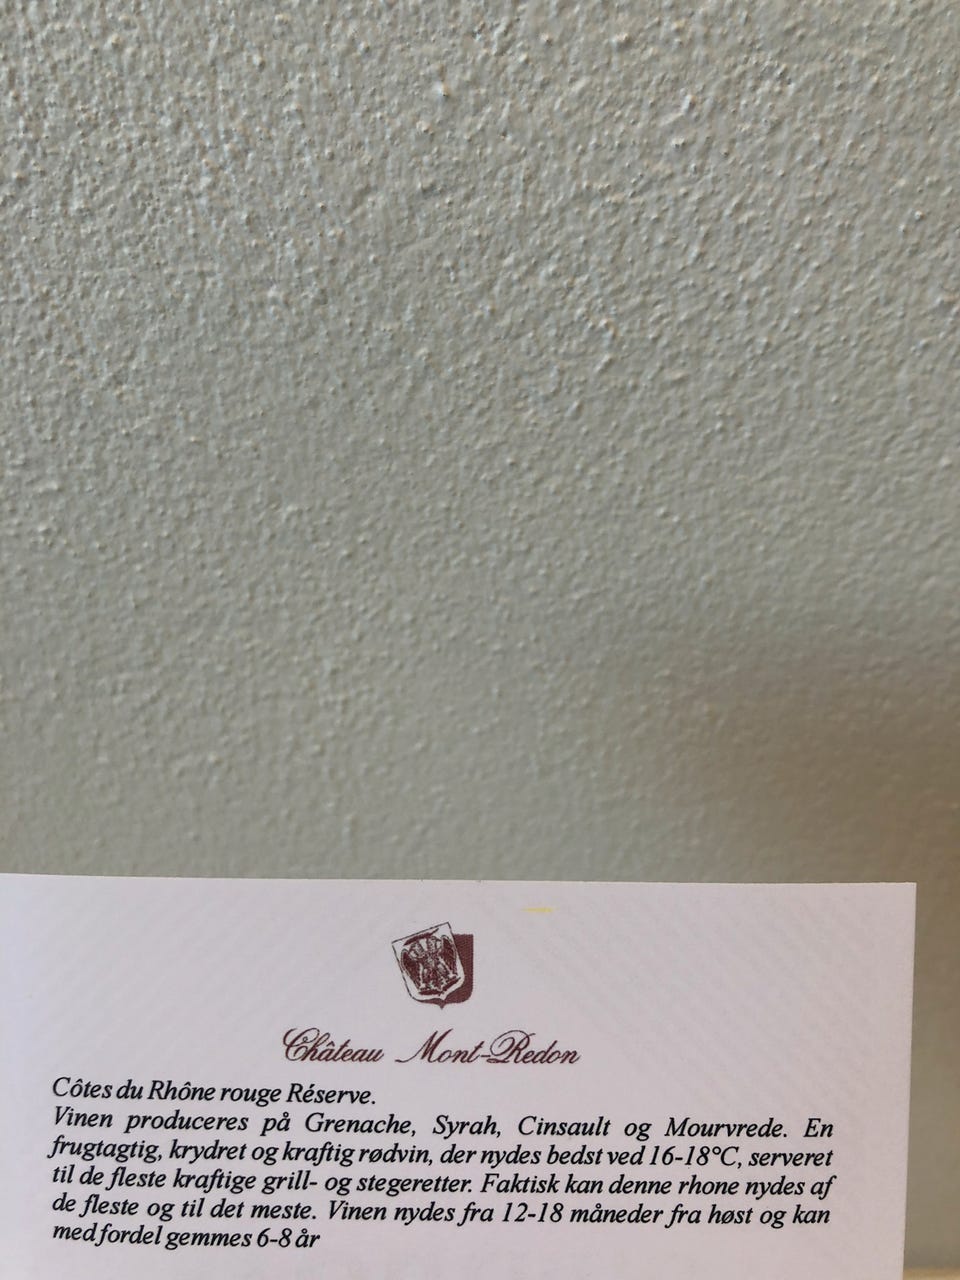 Château Mont-Redon
Côtes du Rhône rouge Réserve.
Vinen produceres på Grenache, Syrah, Cinsault og Mourvrede. En
frugtagtig, krydret og kraftig rødvin, der nydes bedst ved 16-18°C, serveret
til de fleste kraftige grill- og stegeretter. Faktisk kan denne rhone nydes af
de fleste og til det meste. Vinen nydes fra 12-18 måneder fra høst og kan
med fordel gemmes 6-8 år